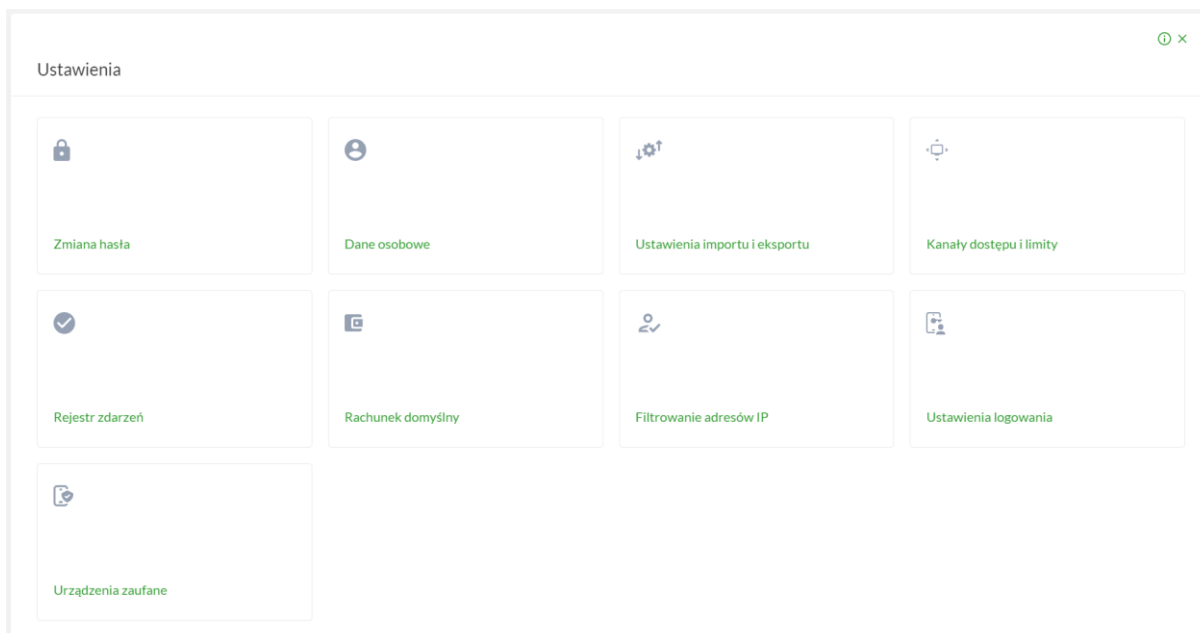 Ustawienia
Zmiana hasła
Dane osobowe
Ustawienia importu i eksportu
Kanały dostępu i limity
Rejestr zdarzeń
Rachunek domyślny
Filtrowanie adresów IP
Ustawienia logowania
Urządzenia zaufane